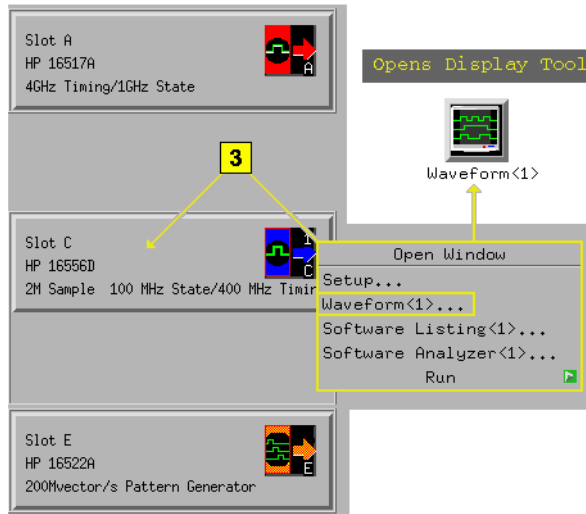 Slot A
HP 16517A
4GHz Timing/1GHz State
A
Opens Display Tool
Waveform<1>
3
Slot C
HP 16556D
2M Sample 100 MHz State/400 MHz Timin
1
C
Open Window
Setup...
Waveform<1>...
Software Listing<1>...
Software Analyzer<1>...
Run
Slot E
HP 16522A
200Mvector/s Pattern Generator
E